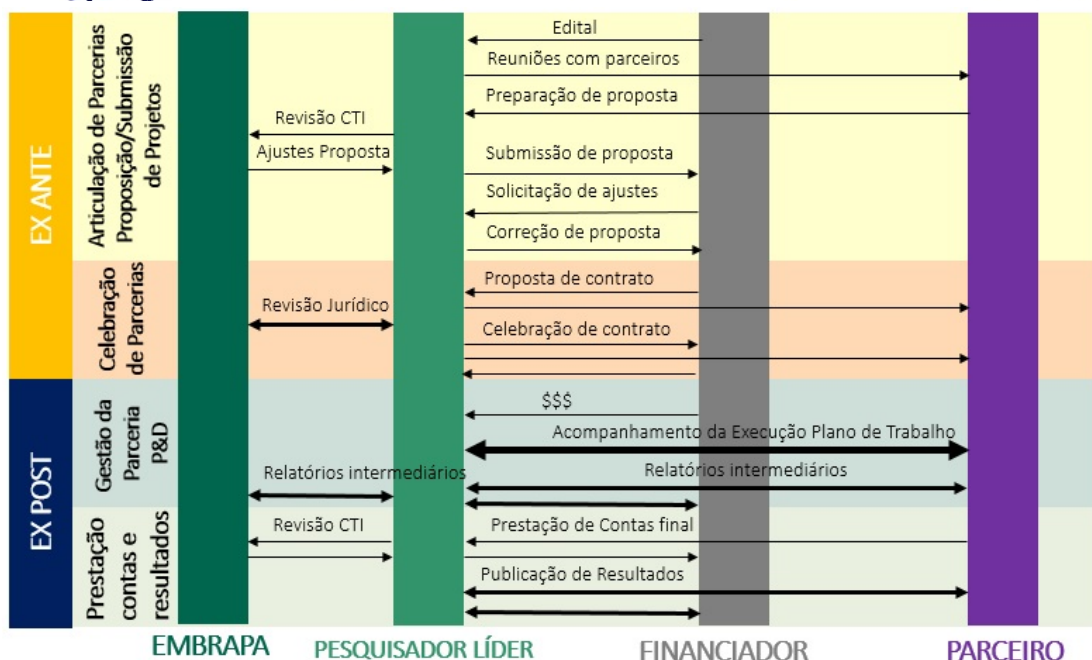 EX ANTE
Articulação de Parcerias
Proposição/Submissão
de Projetos
Edital
Reuniões com parceiros
Preparação de proposta
Revisão CTI
Ajustes Proposta
Submissão de proposta
Solicitação de ajustes
Correção de proposta
Celebração
de Parcerias
Proposta de contrato
Revisão Jurídico
Celebração de contrato
EX POST
Gestão da
Parceria
P&D
$$$
Acompanhamento da Execução Plano de Trabalho
Relatórios intermediários
Relatórios intermediários
Prestação
contas e
resultados
Revisão CTI
Prestação de Contas final
Publicação de Resultados
EMBRAPA
PESQUISADOR LÍDER
FINANCIADOR
PARCEIRO